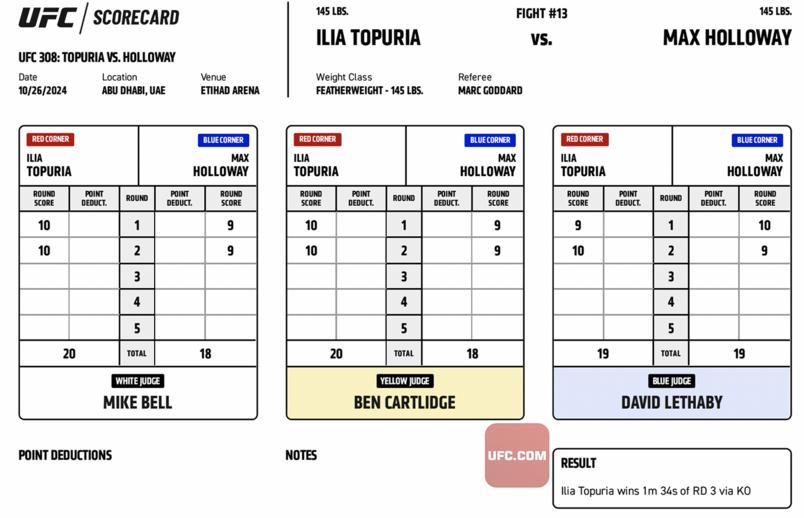 UFC / SCORECARD
UFC 308: TOPURIA VS. HOLLOWAY
Date Location Venue
10/26/2024 ABU DHABI, UAE ETIHAD ARENA
145 LBS. FIGHT #13 145 LBS.
ILIA TOPURIA VS. MAX HOLLOWAY
Weight Class Referee
FEATHERWEIGHT - 145 LBS. MARC GODDARD
RED CORNER BLUE CORNER
ILIA MAX
TOPURIA HOLLOWAY
ROUND SCORE POINT DEDUCT. ROUND POINT DEDUCT. ROUND SCORE
10 1 9
10 2 9
3
4
5
20 TOTAL 18
WHITE JUDGE
MIKE BELL
RED CORNER BLUE CORNER
ILIA MAX
TOPURIA HOLLOWAY
ROUND SCORE POINT DEDUCT. ROUND POINT DEDUCT. ROUND SCORE
10 1 9
10 2 9
3
4
5
20 TOTAL 18
YELLOW JUDGE
BEN CARTLIDGE
RED CORNER BLUE CORNER
ILIA MAX
TOPURIA HOLLOWAY
ROUND SCORE POINT DEDUCT. ROUND POINT DEDUCT. ROUND SCORE
9 1 10
10 2 9
3
4
5
19 TOTAL 19
BLUE JUDGE
DAVID LETHABY
POINT DEDUCTIONS
NOTES
UFC.COM
RESULT
Ilia Topuria wins 1m 34s of RD 3 via KO